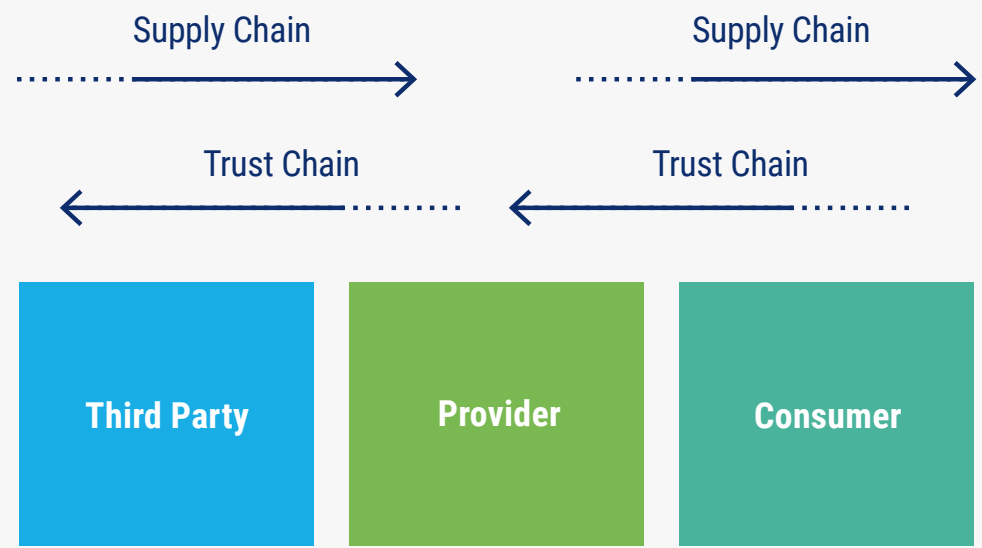 Supply Chain
Supply Chain
Trust Chain
Trust Chain
Third Party
Provider
Consumer